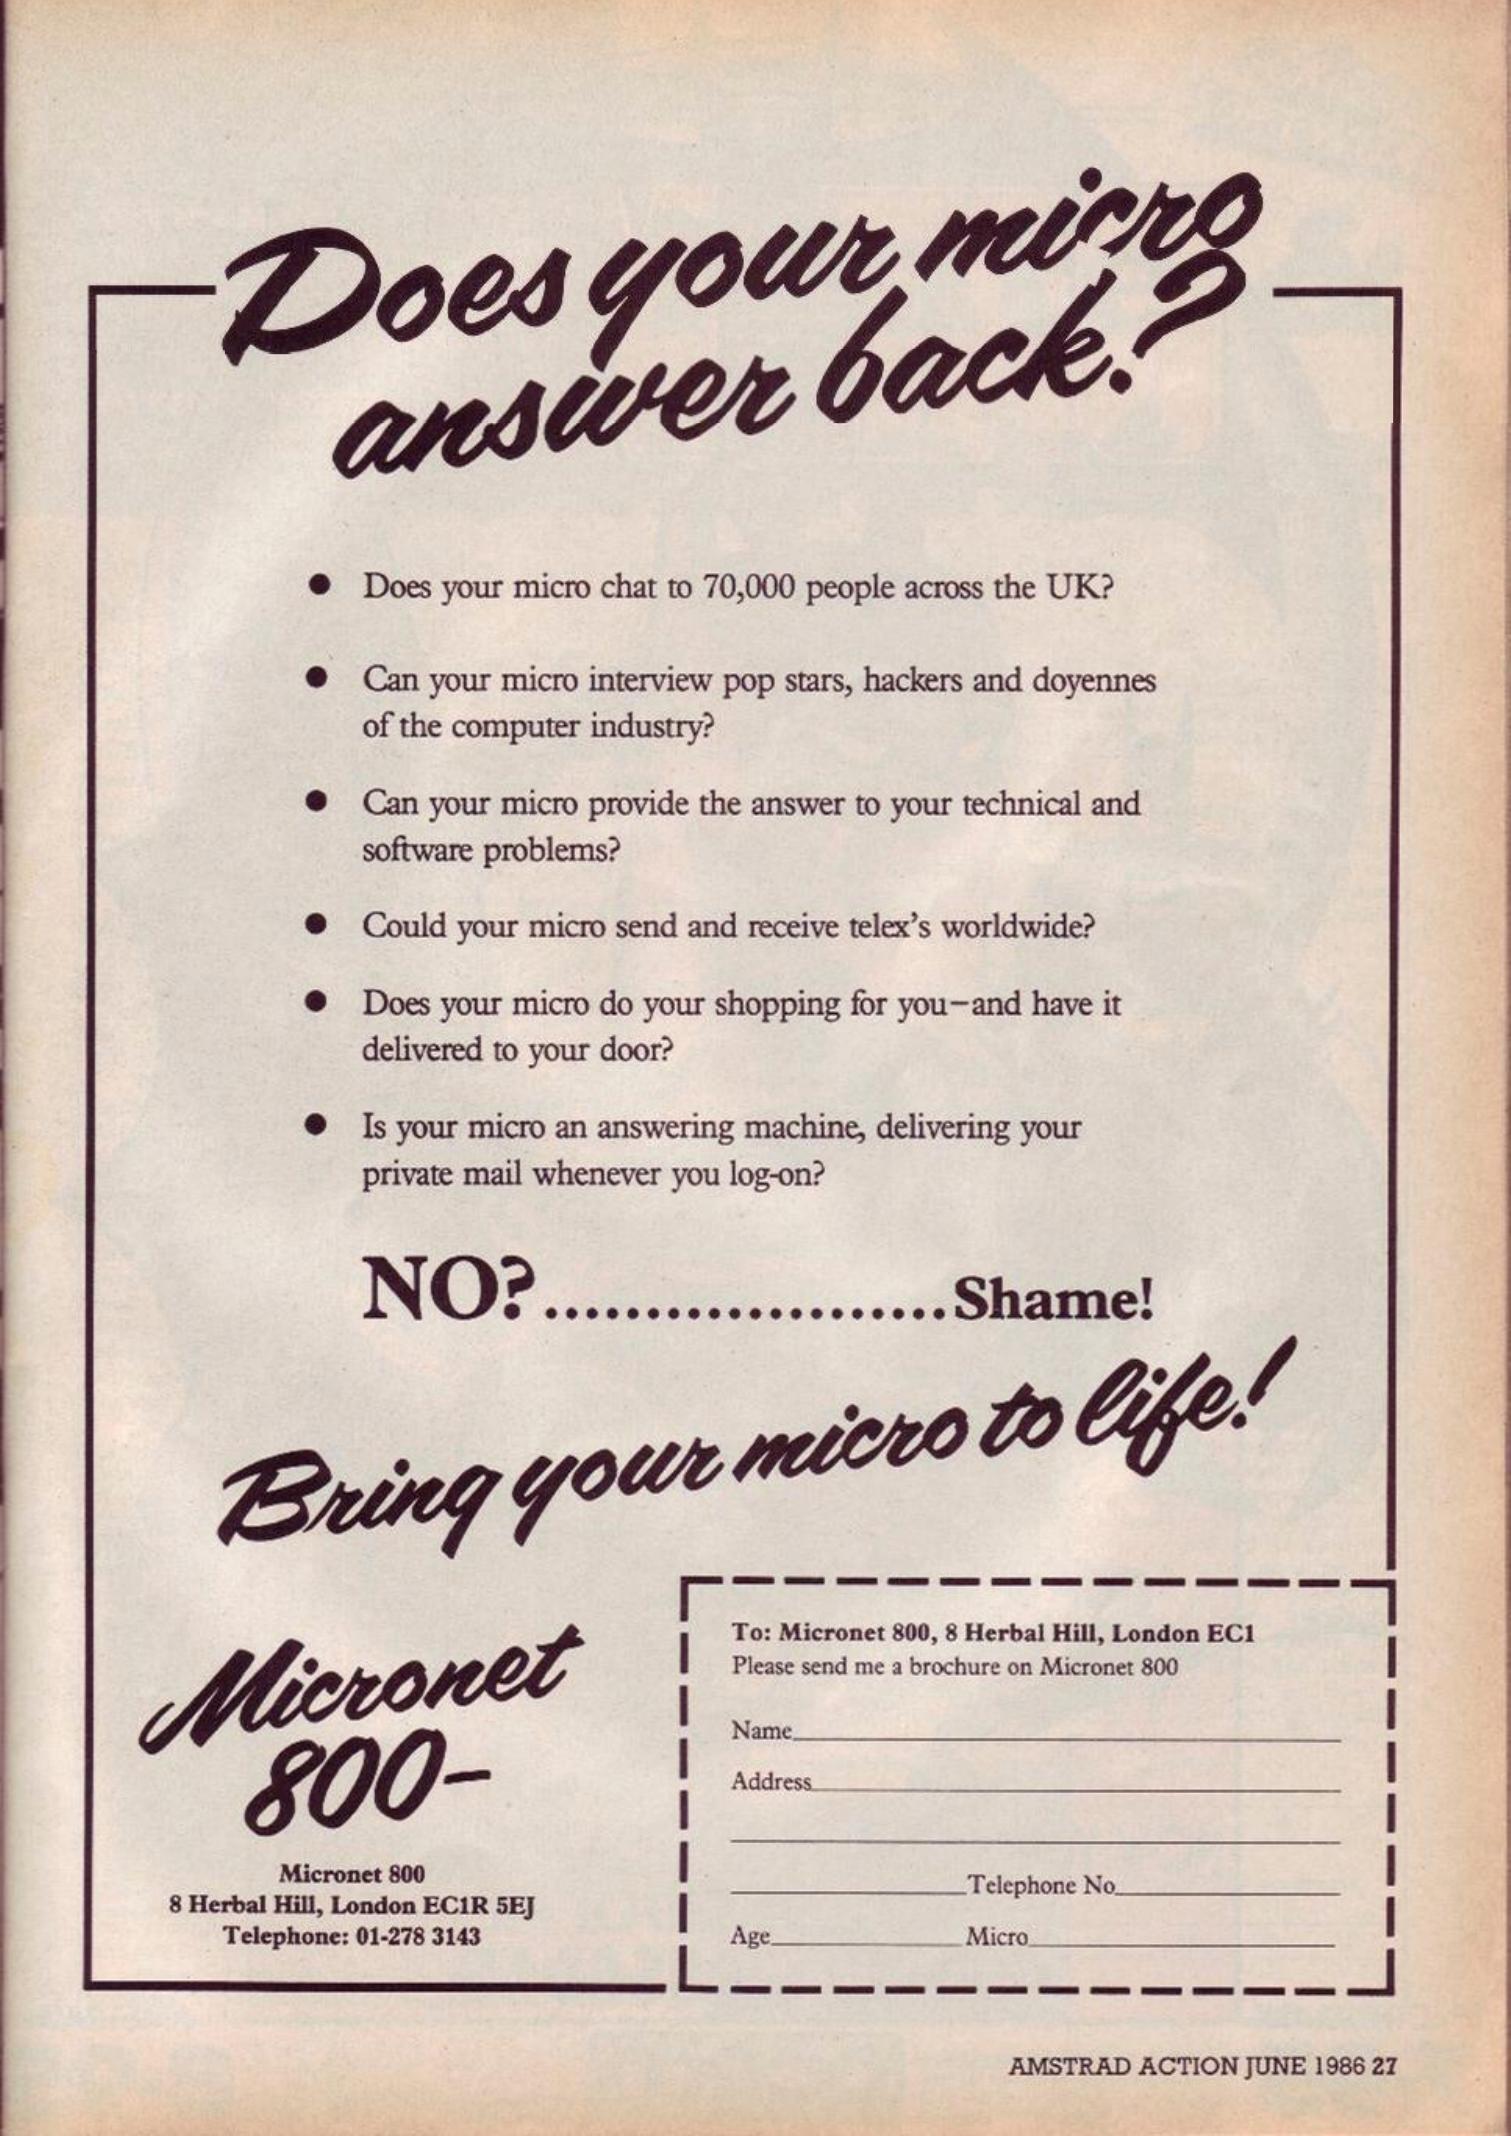 Does your micro
answer back?
● Does your micro chat to 70,000 people across the UK?
● Can your micro interview pop stars, hackers and doyennes
of the computer industry?
● Can your micro provide the answer to your technical and
software problems?
● Could your micro send and receive telex's worldwide?
● Does your micro do your shopping for you—and have it
delivered to your door?
● Is your micro an answering machine, delivering your
private mail whenever you log-on?
NO?.....................Shame!
Bring your micro to life!
Micronet
800-
Micronet 800
8 Herbal Hill, London EC1R 5EJ
Telephone: 01-278 3143
To: Micronet 800, 8 Herbal Hill, London EC1
Please send me a brochure on Micronet 800
Name
Address
Telephone No
Age Micro
AMSTRAD ACTION JUNE 1986 27